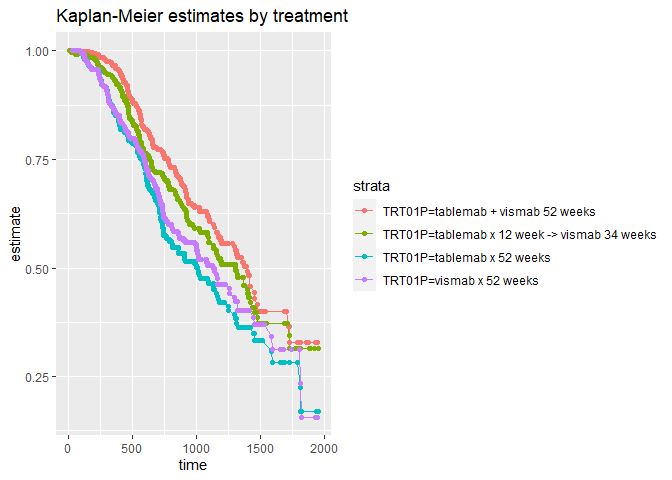 Kaplan-Meier estimates by treatment
1.00
0.75
0.50
0.25
estimate
0
500
1000
1500
2000
time
strata
TRT01P=tablemab + vismab 52 weeks
TRT01P=tablemab x 12 week -> vismab 34 weeks
TRT01P=tablemab x 52 weeks
TRT01P=vismab x 52 weeks